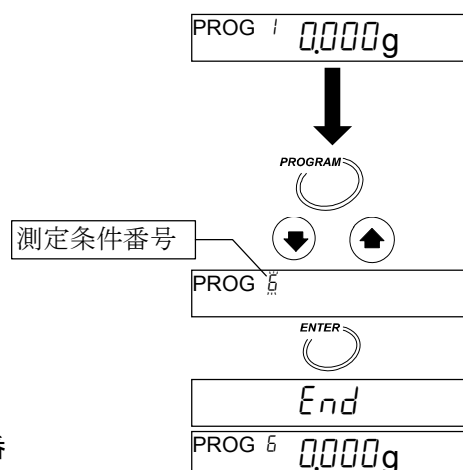 PROG 1 0.000g
PROGRAM
測定条件番号
PROG 6
ENTER
End
番
PROG 6 0.000g